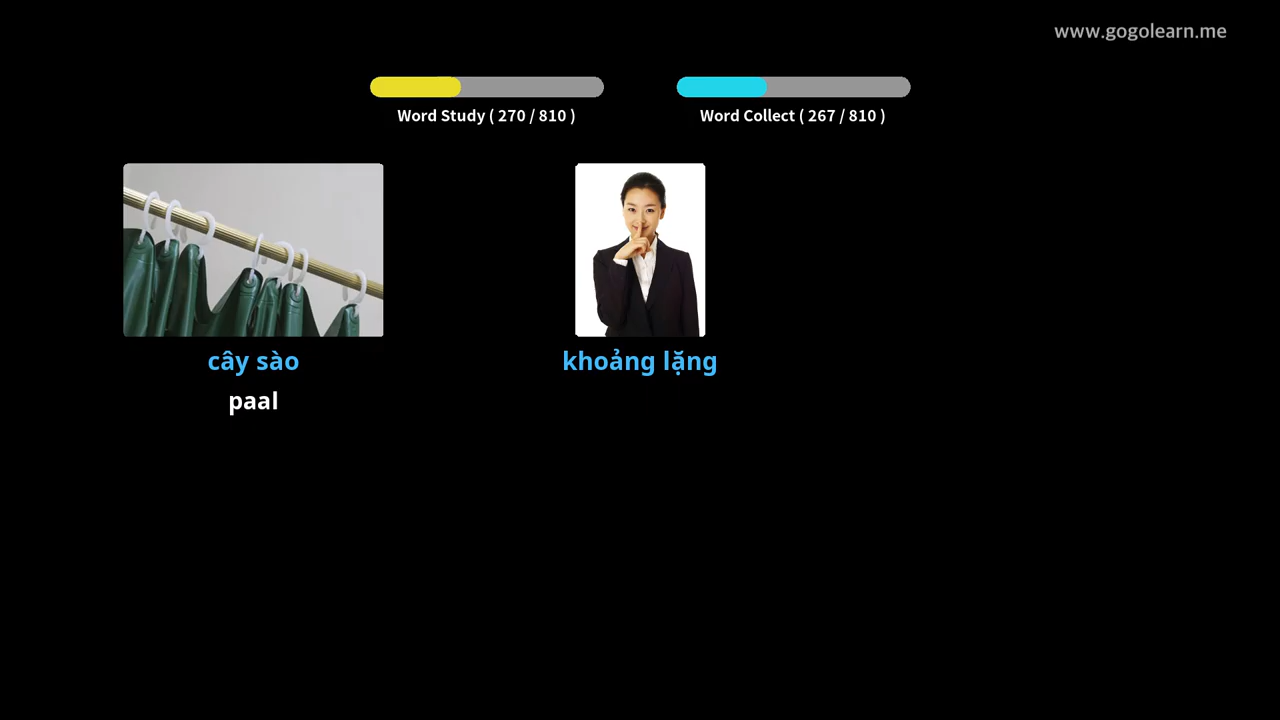 www.gogolearn.me
Word Study ( 270 / 810 )
Word Collect ( 267 / 810 )
cây sào
paal
khoảng lặng